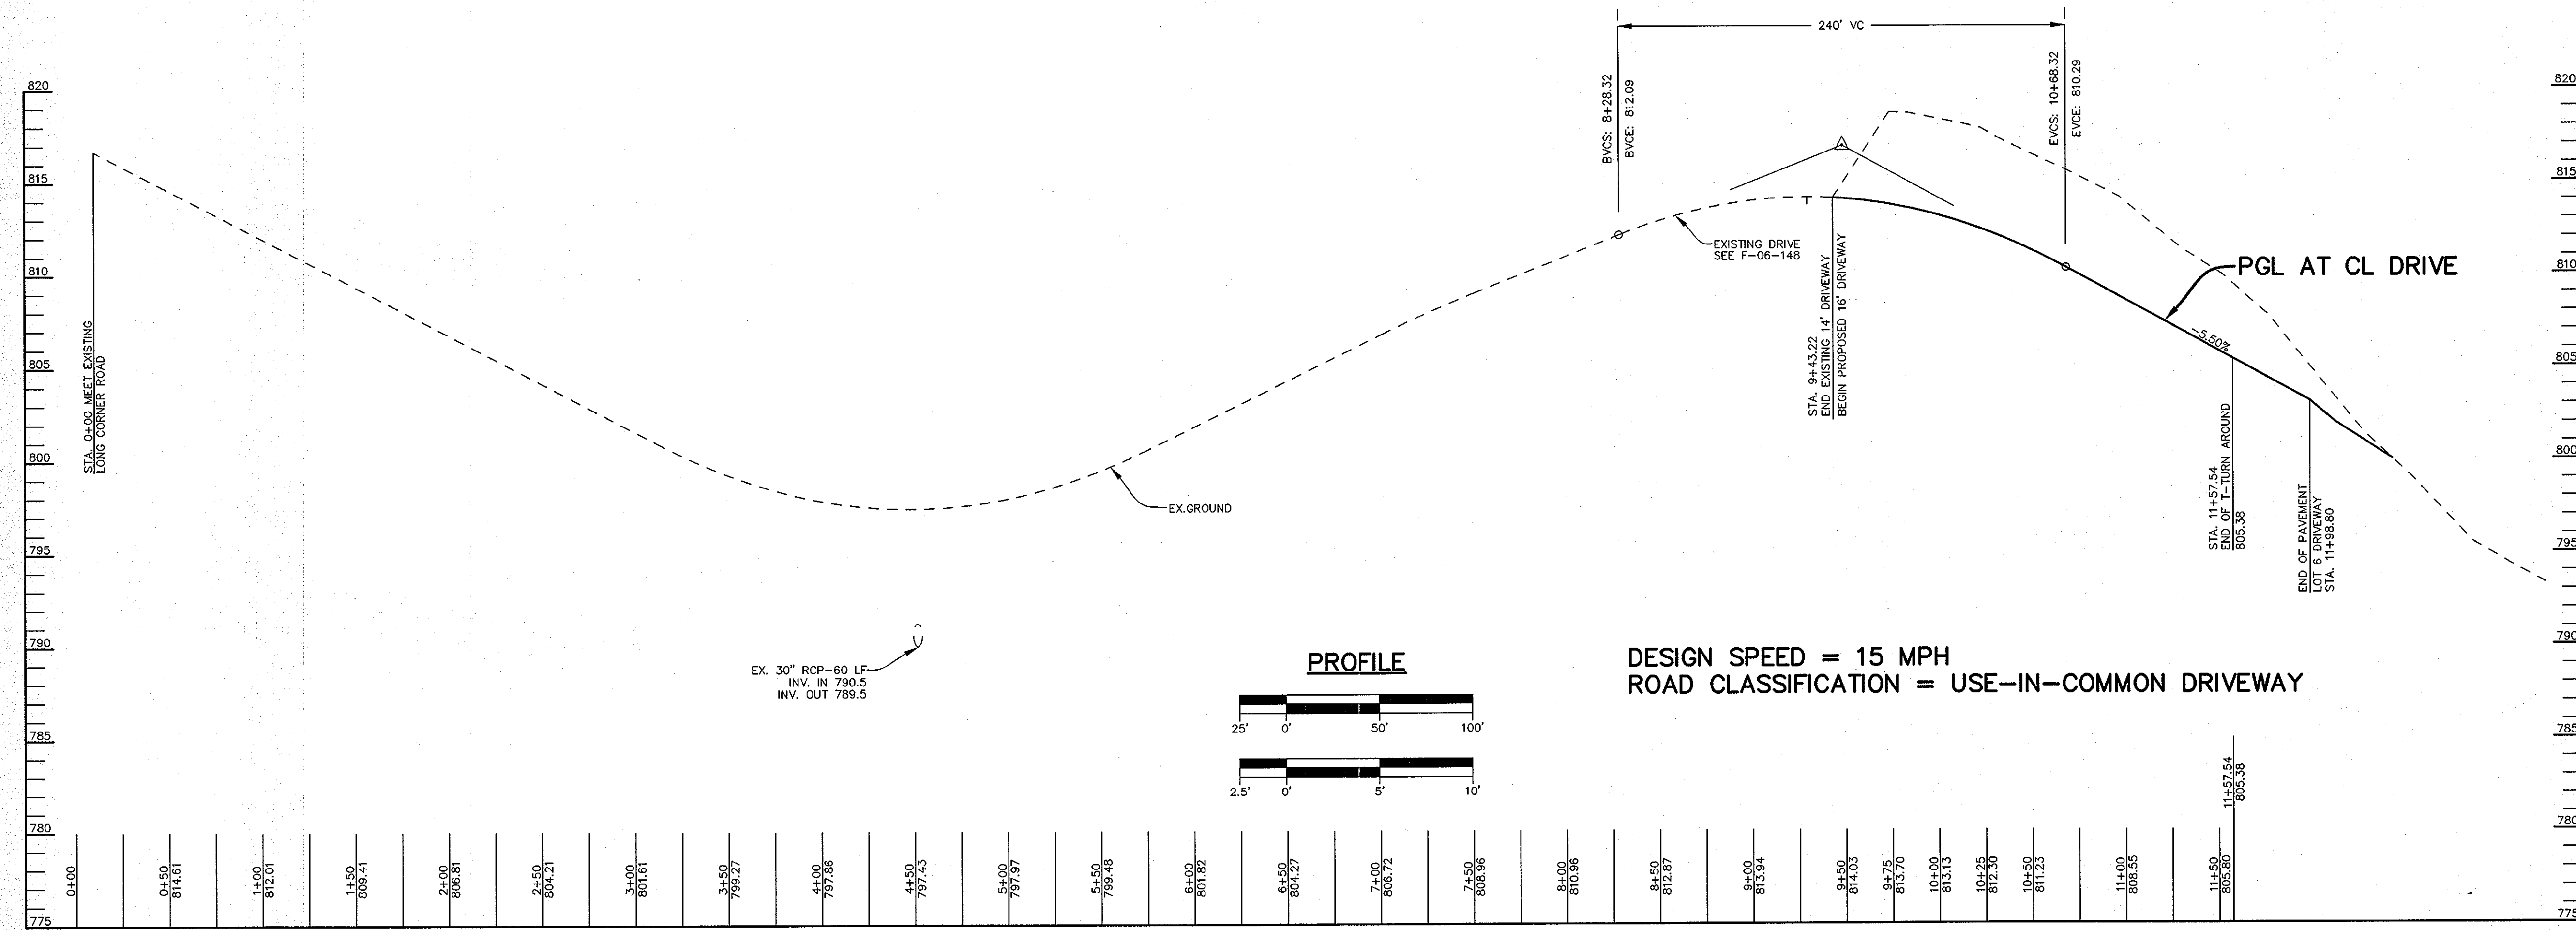 240' VC
BVCS: 8+28.32
BVCE: 812.09
EVCS: 10+68.32
EVCE: 810.29
820
815
810
805
800
795
790
785
780
775
820
815
810
805
800
795
790
785
780
775
STA. 0+00 MEET EXISTING
LONG CORNER ROAD
EX.GROUND
EX. 30" RCP-60 LF
INV. IN 790.5
INV. OUT 789.5
EXISTING DRIVE
SEE F-06-148
STA. 9+43.22
END EXISTING 14' DRIVEWAY
BEGIN PROPOSED 16' DRIVEWAY
PGL AT CL DRIVE
-5.50%
STA. 11+57.54
END OF T-TURN AROUND
805.38
END OF PAVEMENT
LOT 6 DRIVEWAY
STA. 11+98.80
PROFILE
25' 0' 50' 100'
2.5' 0' 5' 10'
DESIGN SPEED = 15 MPH
ROAD CLASSIFICATION = USE-IN-COMMON DRIVEWAY
0+00
0+50
814.61
1+00
812.01
1+50
809.41
2+00
806.81
2+50
804.21
3+00
801.61
3+50
799.27
4+00
797.86
4+50
797.43
5+00
797.97
5+50
799.48
6+00
801.82
6+50
804.27
7+00
806.72
7+50
808.96
8+00
810.96
8+50
812.87
9+00
813.94
9+50
814.03
9+75
813.70
10+00
813.13
10+25
812.30
10+50
811.23
11+00
808.55
11+50
805.80
11+57.54
805.38